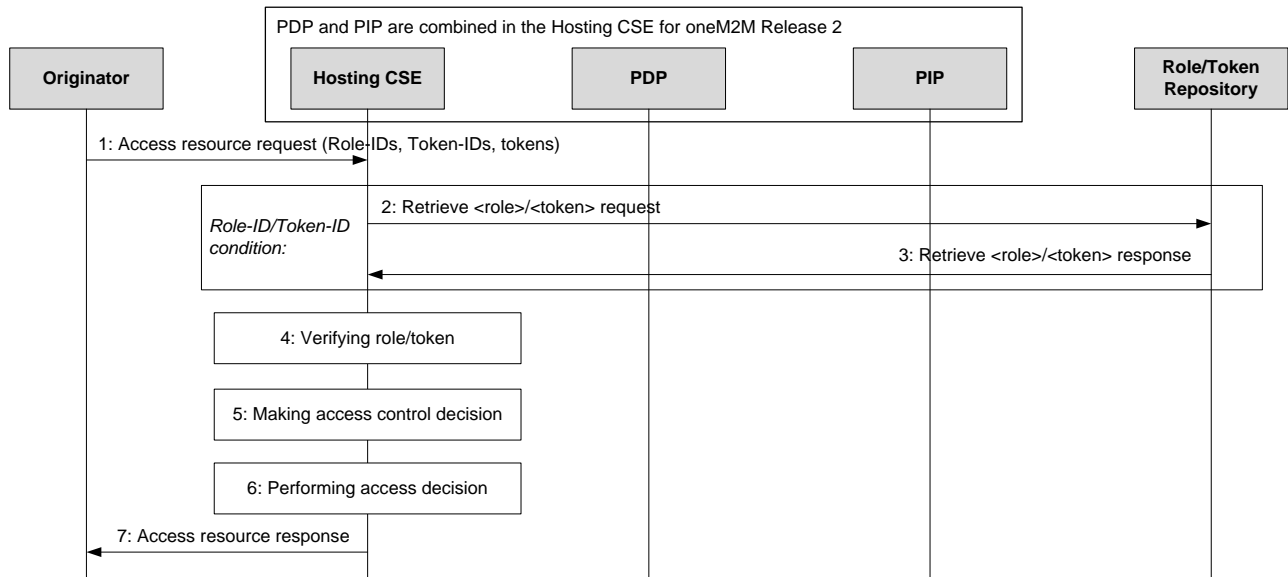 PDP and PIP are combined in the Hosting CSE for oneM2M Release 2
Originator
Hosting CSE
PDP
PIP
Role/Token
Repository
1: Access resource request (Role-IDs, Token-IDs, tokens)
Role-ID/Token-ID
condition:
2: Retrieve <role>/<token> request
3: Retrieve <role>/<token> response
4: Verifying role/token
5: Making access control decision
6: Performing access decision
7: Access resource response